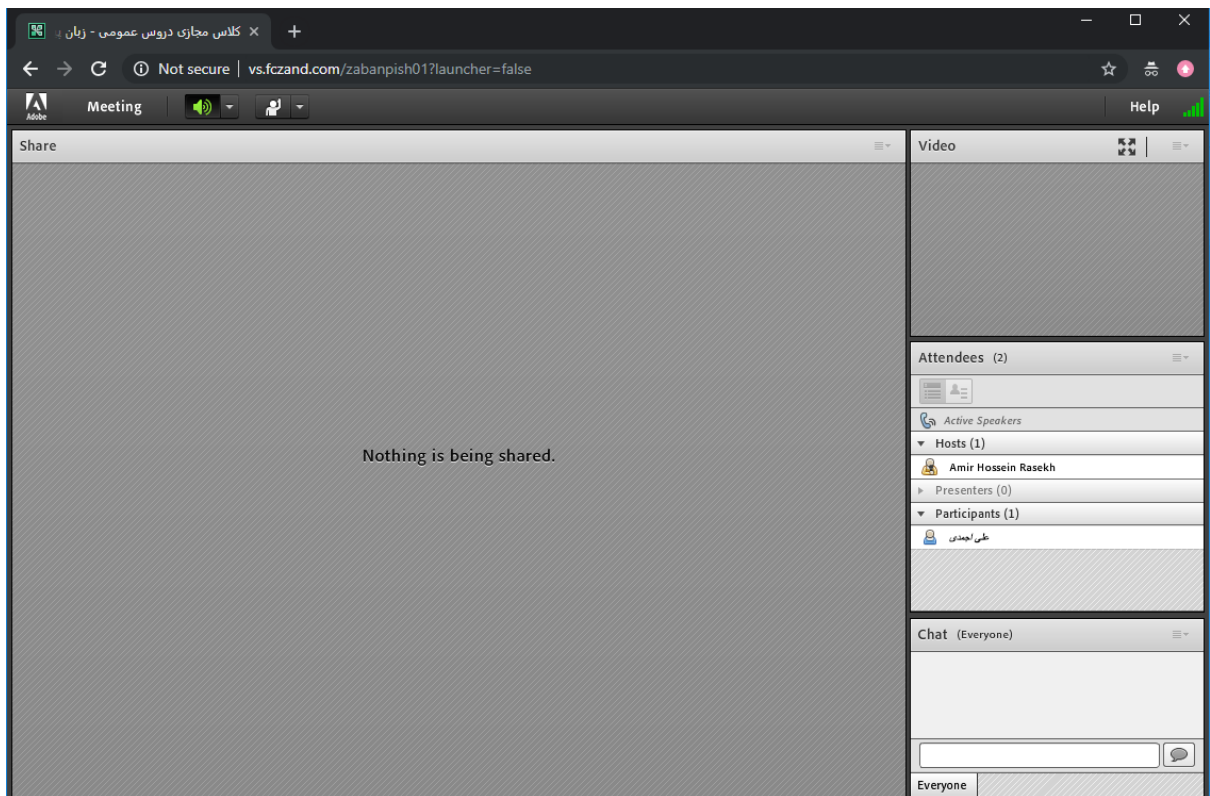 کلاس مجازی دروس عمومی - زبان
Not secure | vs.fczand.com/zabanpish01?launcher=false
Adobe
Meeting
Help
Share
Nothing is being shared.
Video
Attendees (2)
Active Speakers
Hosts (1)
Amir Hossein Rasekh
Presenters (0)
Participants (1)
علی احمدی
Chat (Everyone)
Everyone